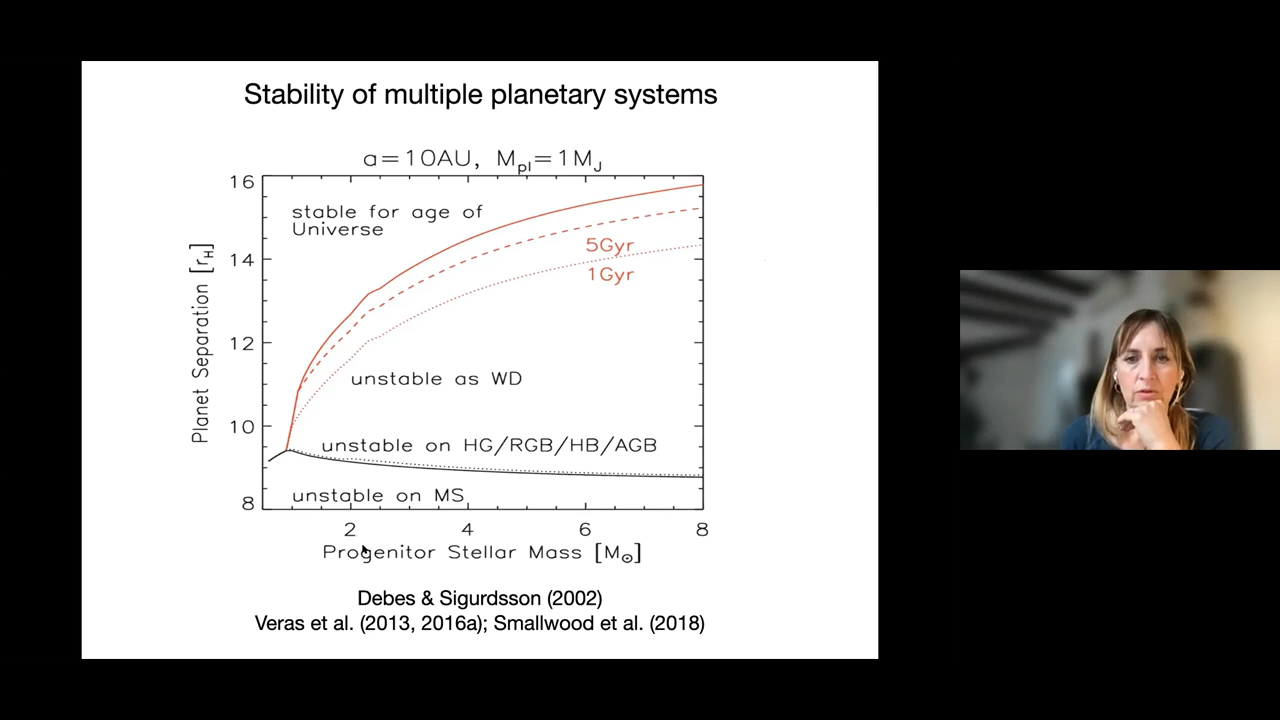 Stability of multiple planetary systems
a=10AU, Mpl=1MJ
16
14
12
10
8
Planet Separation [rH]
stable for age of
Universe
5Gyr
1Gyr
unstable as WD
unstable on HG/RGB/HB/AGB
unstable on MS
2 4 6 8
Progenitor Stellar Mass [M⊙]
Debes & Sigurdsson (2002)
Veras et al. (2013, 2016a); Smallwood et al. (2018)